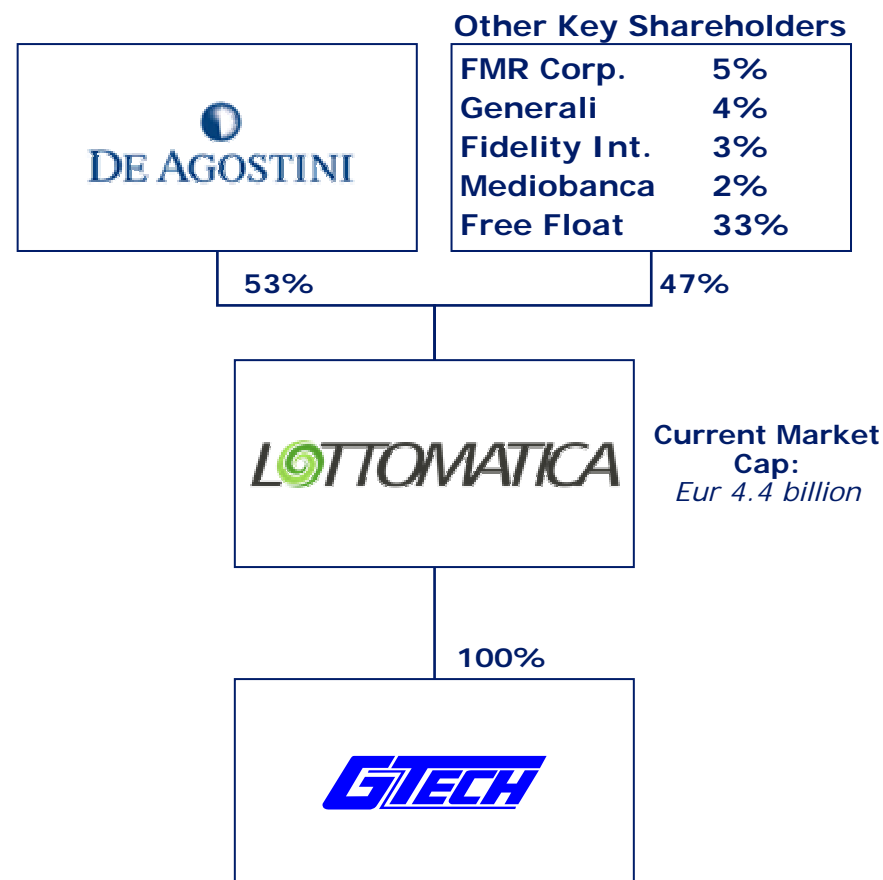 Other Key Shareholders
DE AGOSTINI
FMR Corp. 5%
Generali 4%
Fidelity Int. 3%
Mediobanca 2%
Free Float 33%
53%
47%
LOTTOMATICA
Current Market
Cap:
Eur 4.4 billion
100%
GTECH